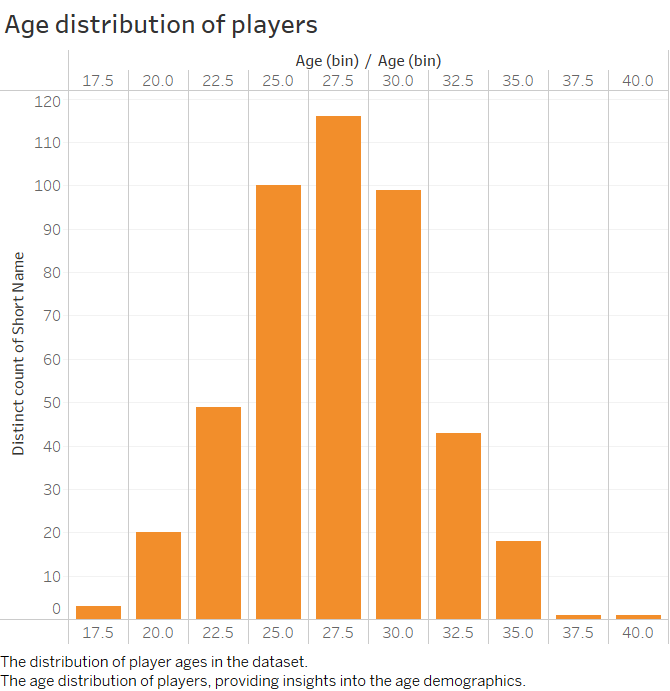 Age distribution of players
Age (bin) / Age (bin)
17.5 20.0 22.5 25.0 27.5 30.0 32.5 35.0 37.5 40.0
120
110
100
90
80
70
60
50
40
30
20
10
0
Distinct count of Short Name
17.5 20.0 22.5 25.0 27.5 30.0 32.5 35.0 37.5 40.0
The distribution of player ages in the dataset.
The age distribution of players, providing insights into the age demographics.